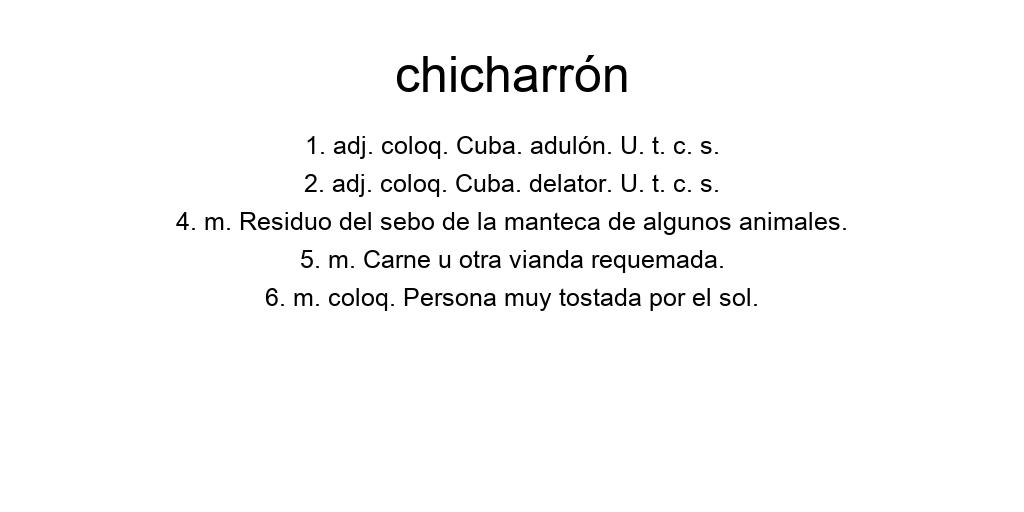 chicharrón
1. adj. coloq. Cuba. adulón. U. t. c. s.
2. adj. coloq. Cuba. delator. U. t. c. s.
4. m. Residuo del sebo de la manteca de algunos animales.
5. m. Carne u otra vianda requemada.
6. m. coloq. Persona muy tostada por el sol.